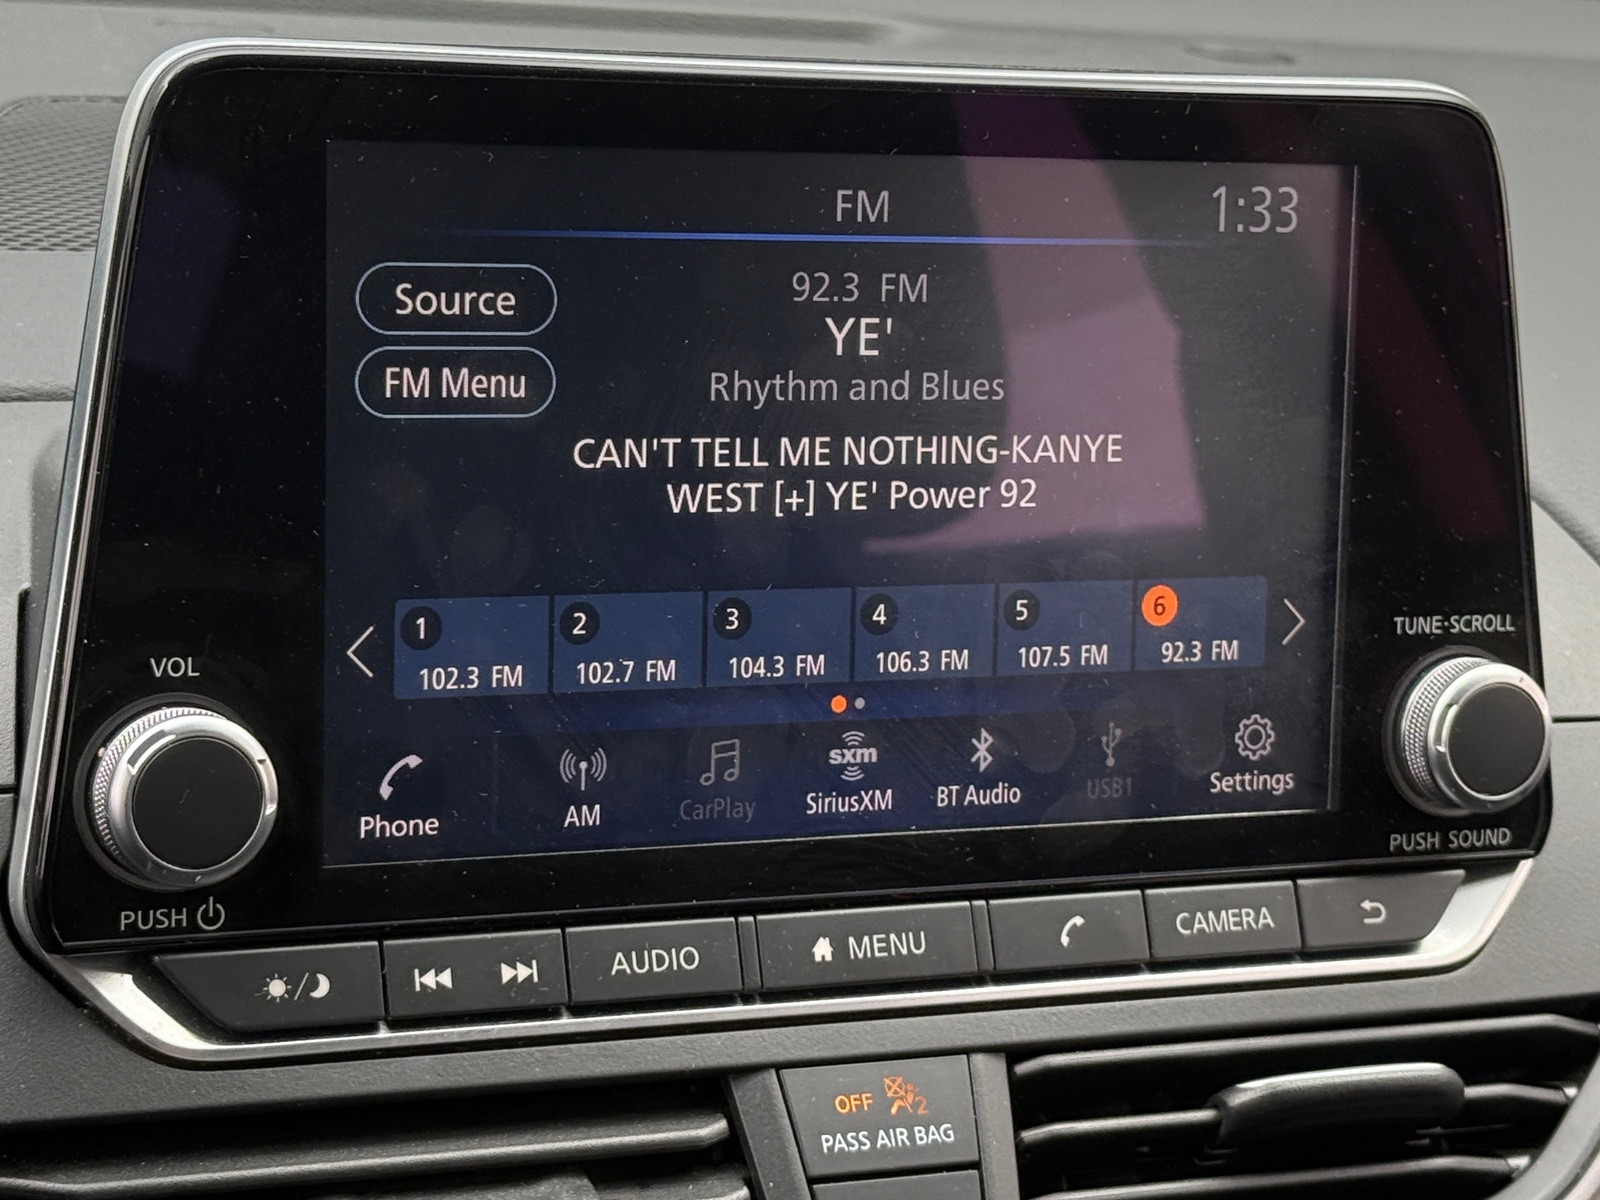 FM
1:33
Source
92.3 FM
YE'
FM Menu
Rhythm and Blues
CAN'T TELL ME NOTHING-KANYE
WEST [+] YE' Power 92
1
102.3 FM
2
102.7 FM
3
104.3 FM
4
106.3 FM
5
107.5 FM
6
92.3 FM
VOL
TUNE·SCROLL
Phone
AM
CarPlay
sxm
SiriusXM
BT Audio
USB1
Settings
PUSH
PUSH SOUND
AUDIO
MENU
CAMERA
OFF
2
PASS AIR BAG